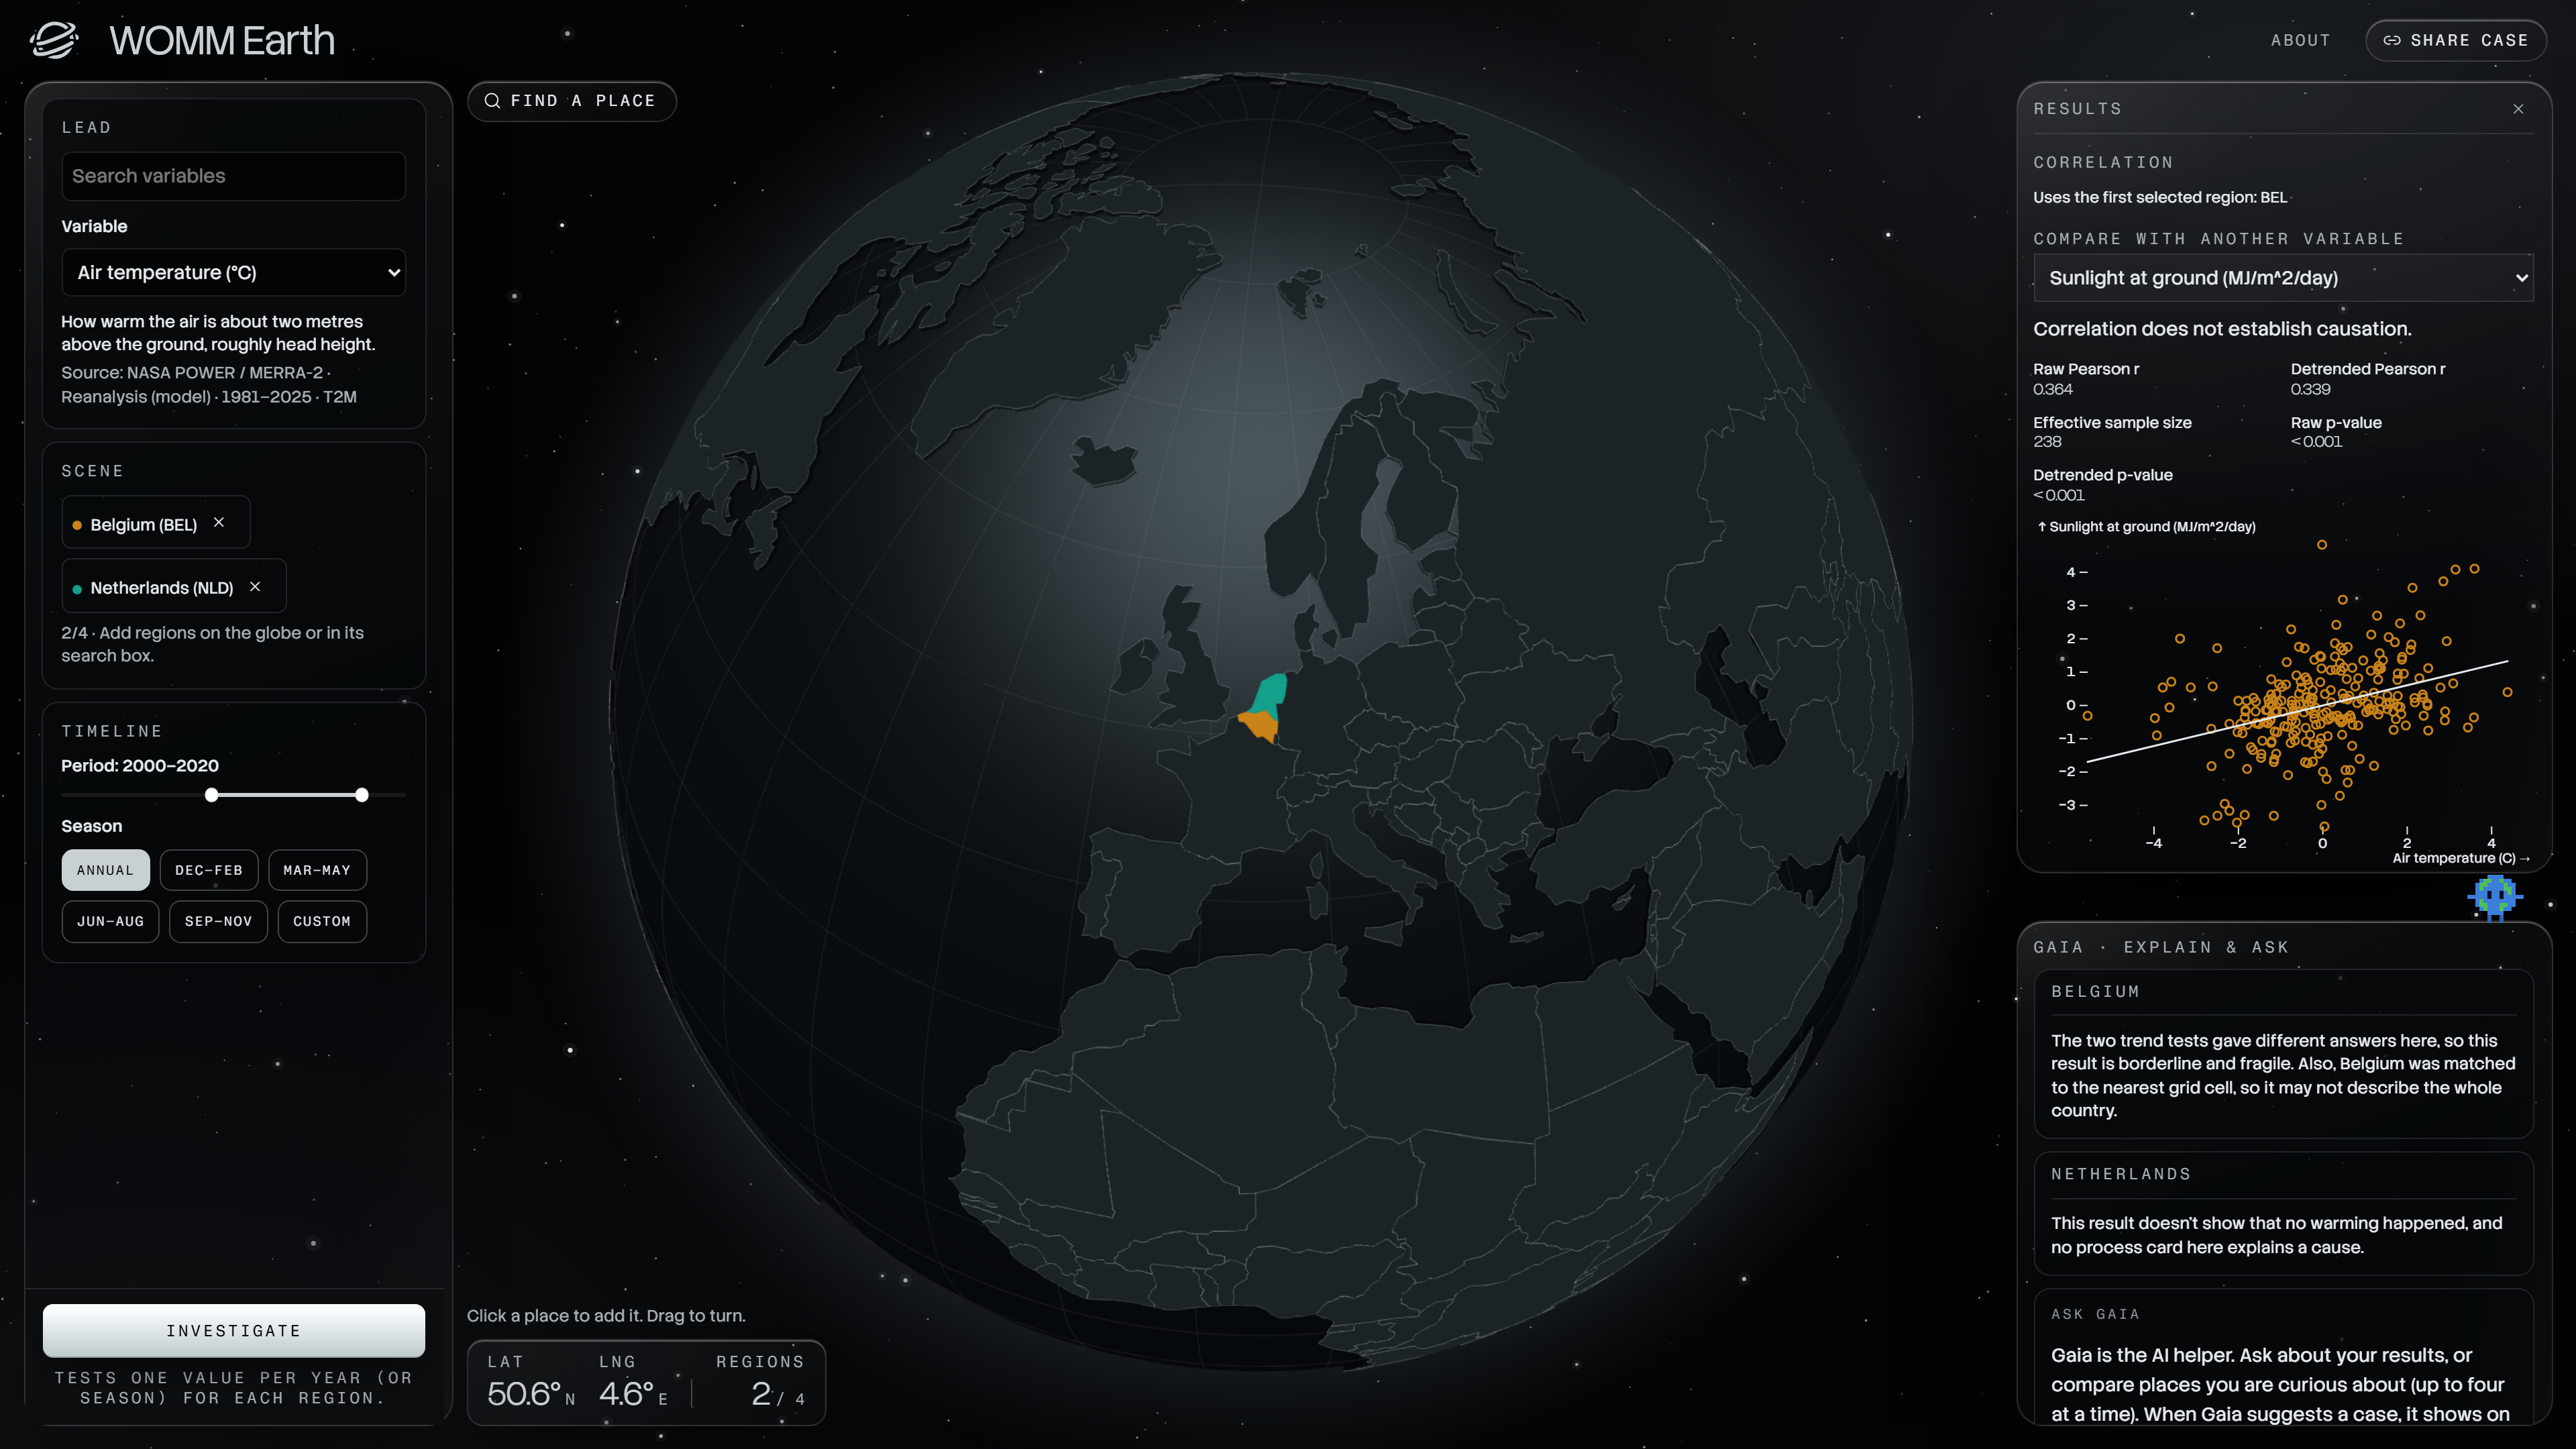 WOMM Earth
ABOUT
SHARE CASE
LEAD
Search variables
Variable
Air temperature (°C)
How warm the air is about two metres
above the ground, roughly head height.
Source: NASA POWER / MERRA-2 ·
Reanalysis (model) · 1981–2025 · T2M
SCENE
Belgium (BEL) ×
Netherlands (NLD) ×
2/4 · Add regions on the globe or in its
search box.
TIMELINE
Period: 2000–2020
Season
ANNUAL
DEC–FEB
MAR–MAY
JUN–AUG
SEP–NOV
CUSTOM
INVESTIGATE
TESTS ONE VALUE PER YEAR (OR
SEASON) FOR EACH REGION.
FIND A PLACE
Click a place to add it. Drag to turn.
LAT LNG REGIONS
50.6° N 4.6° E 2 / 4
RESULTS ×
CORRELATION
Uses the first selected region: BEL
COMPARE WITH ANOTHER VARIABLE
Sunlight at ground (MJ/m^2/day)
Correlation does not establish causation.
Raw Pearson r Detrended Pearson r
0.364 0.339
Effective sample size Raw p-value
238 < 0.001
Detrended p-value
< 0.001
↑ Sunlight at ground (MJ/m^2/day)
4
3
2
1
0
−1
−2
−3
−4 −2 0 2 4
Air temperature (C) →
GAIA · EXPLAIN & ASK
BELGIUM
The two trend tests gave different answers here, so this
result is borderline and fragile. Also, Belgium was matched
to the nearest grid cell, so it may not describe the whole
country.
NETHERLANDS
This result doesn't show that no warming happened, and
no process card here explains a cause.
ASK GAIA
Gaia is the AI helper. Ask about your results, or
compare places you are curious about (up to four
at a time). When Gaia suggests a case, it shows on